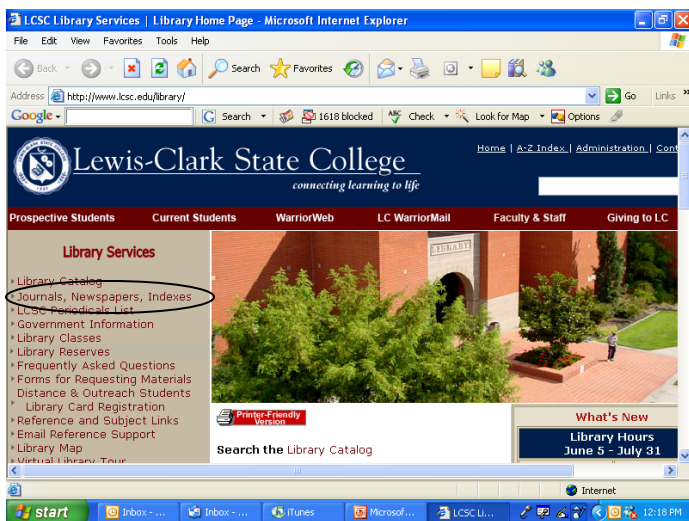 LCSC Library Services | Library Home Page - Microsoft Internet Explorer
File Edit View Favorites Tools Help
Back Search Favorites
Address http://www.lcsc.edu/library/ Go Links »
Google Search 1618 blocked ABC Check Look for Map Options
Home | A-Z Index | Administration | Cont
Lewis-Clark State College
connecting learning to life
Prospective Students Current Students WarriorWeb LC WarriorMail Faculty & Staff Giving to LC
Library Services
LIBRARY
Library Catalog
Journals, Newspapers, Indexes
LCSC Periodicals List
Government Information
Library Classes
Library Reserves
Frequently Asked Questions
Forms for Requesting Materials
Distance & Outreach Students
Library Card Registration
Reference and Subject Links
Email Reference Support
Library Map
Virtual Library Tour
Printer-Friendly
Version
Search the Library Catalog
What's New
Library Hours
June 5 - July 31
Internet
start Inbox - ... Inbox - ... iTunes Microsof... LCSC Li... 12:18 PM